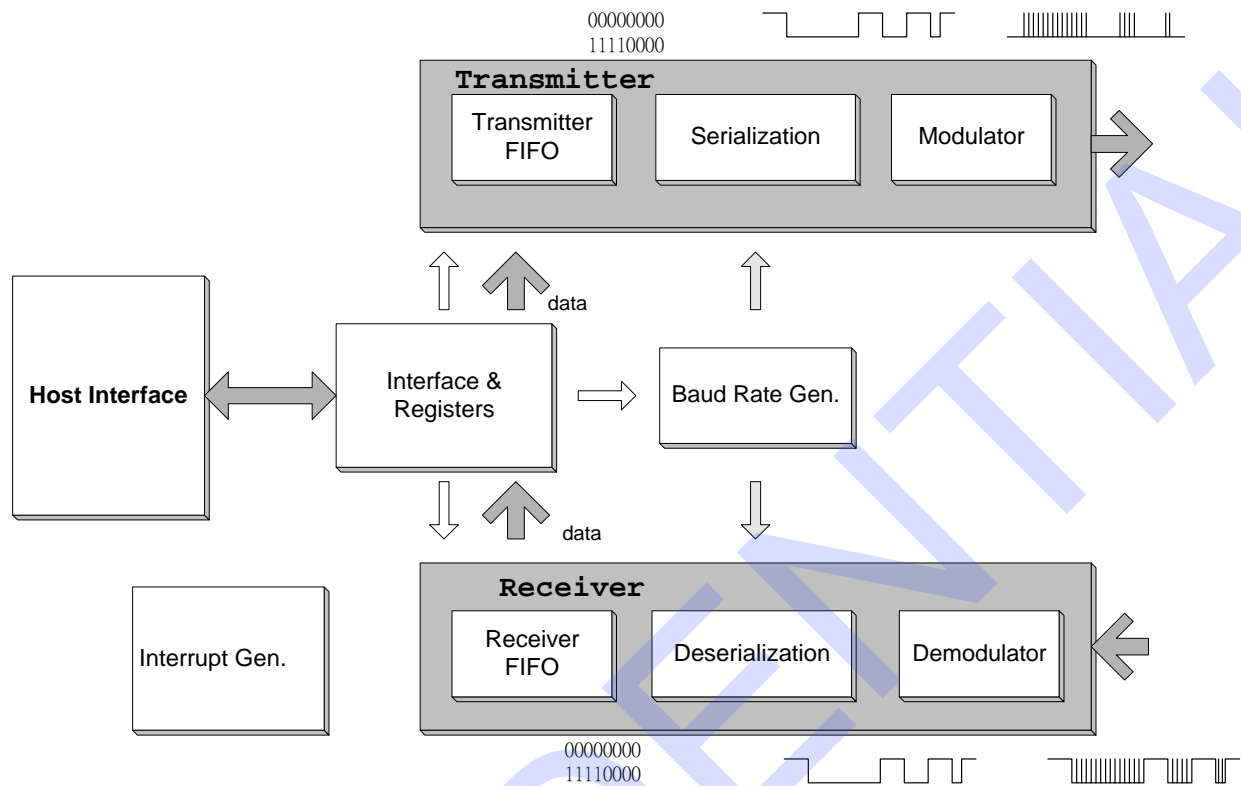 00000000
11110000
Transmitter
Transmitter
FIFO
Serialization
Modulator
data
Host Interface
Interface &
Registers
Baud Rate Gen.
data
Receiver
Interrupt Gen.
Receiver
FIFO
Deserialization
Demodulator
00000000
11110000
ENTIAL